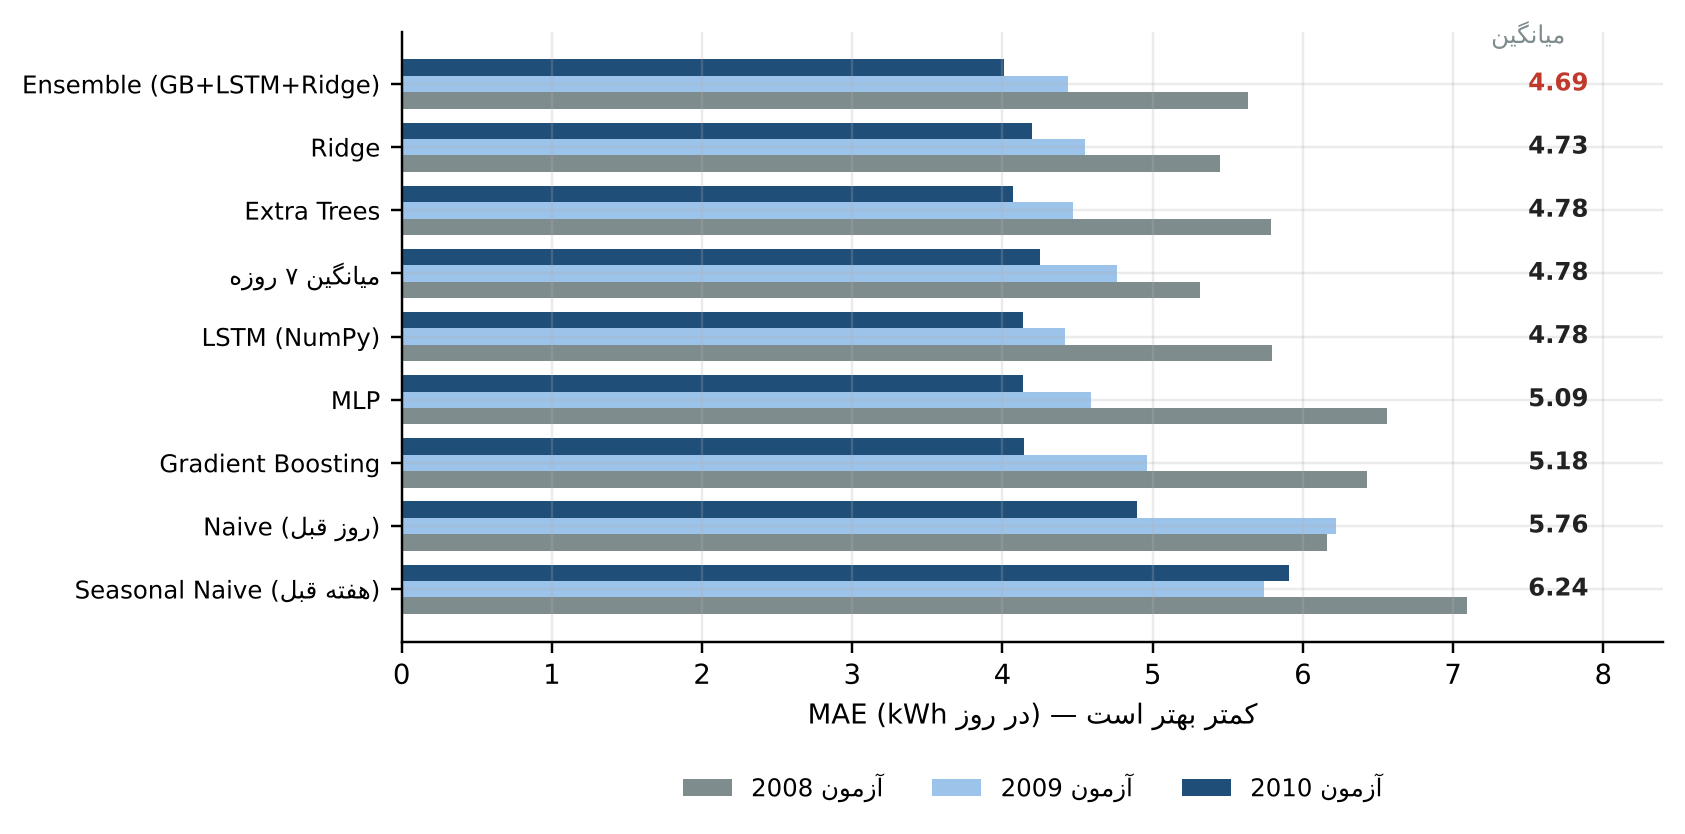 میانگین
Ensemble (GB+LSTM+Ridge) 4.69
Ridge 4.73
Extra Trees 4.78
میانگین ۷ روزه 4.78
LSTM (NumPy) 4.78
MLP 5.09
Gradient Boosting 5.18
Naive (روز قبل) 5.76
Seasonal Naive (هفته قبل) 6.24
0 1 2 3 4 5 6 7 8
MAE (kWh در روز) — کمتر بهتر است
آزمون 2008 آزمون 2009 آزمون 2010